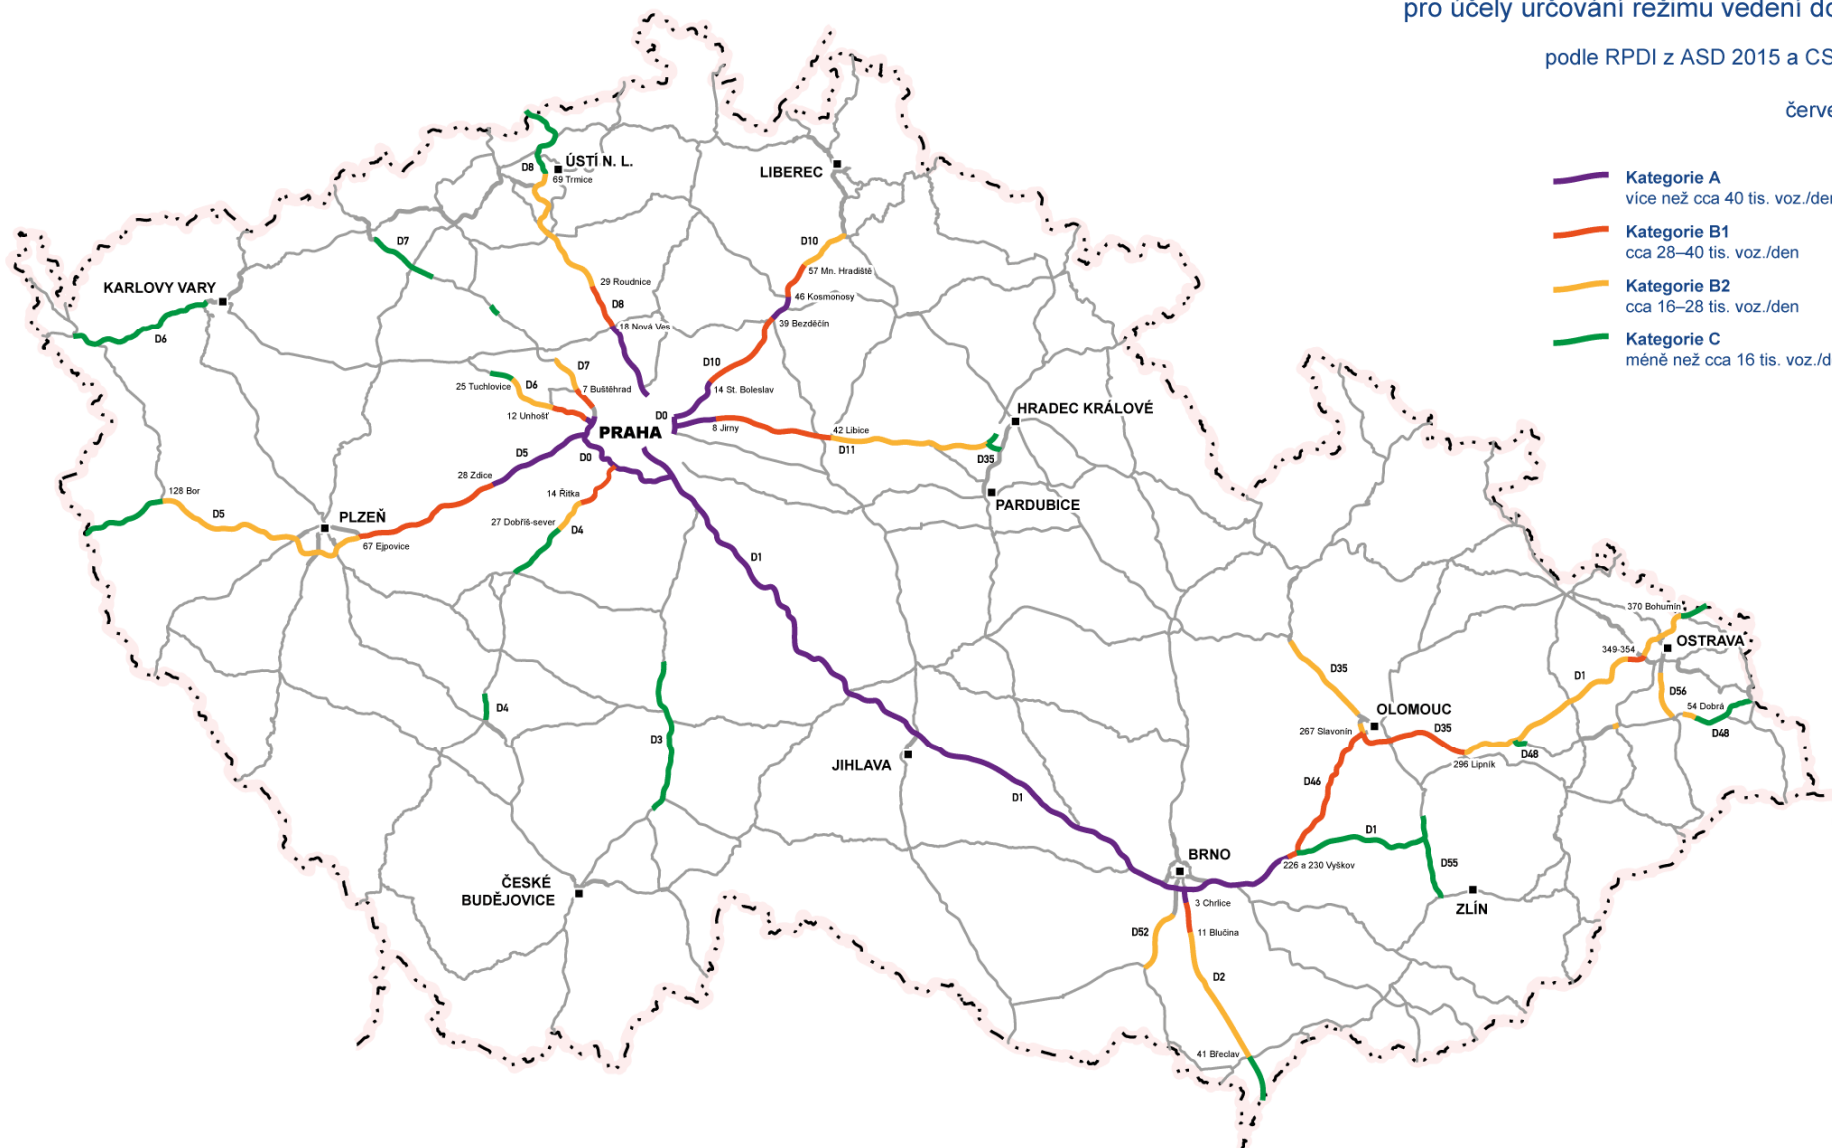 pro účely určování režimu vedení
podle RPDI z ASD 2015 a
Kategorie A
více než cca 40 tis.
Kategorie B1
cca 28–40 tis. voz./den
Kategorie B2
cca 16–28 tis. voz./den
Kategorie C
méně než cca 16 tis.
D8
ÚSTÍ N. L.
69 Trmice
LIBEREC
D7
D10
57 Mn. Hradiště
29 Roudnice
KARLOVY VARY
D8
46 Kosmonosy
18 Nová Ves
39 Bezděčín
D6
D7
D10
25 Tuchlovice
D6
7 Buštěhrad
14 St. Boleslav
12 Unhošť
D0
HRADEC KRÁLOVÉ
PRAHA
8 Jirny
42 Libice
D11
D5
D0
D35
28 Zdice
128 Bor
14 Řitka
PARDUBICE
D5
PLZEŇ
27 Dobříš-sever
D4
67 Ejpovice
D1
370 Bohumín
OSTRAVA
349-354
D35
D1
D56
D4
54 Dobrá
OLOMOUC
D3
267 Slavonín
D35
D48
D48
JIHLAVA
296 Lipník
D46
D1
D1
BRNO
226 a 230 Vyškov
D55
ČESKÉ
BUDĚJOVICE
3 Chrlice
ZLÍN
D52
11 Blučina
D2
41 Břeclav